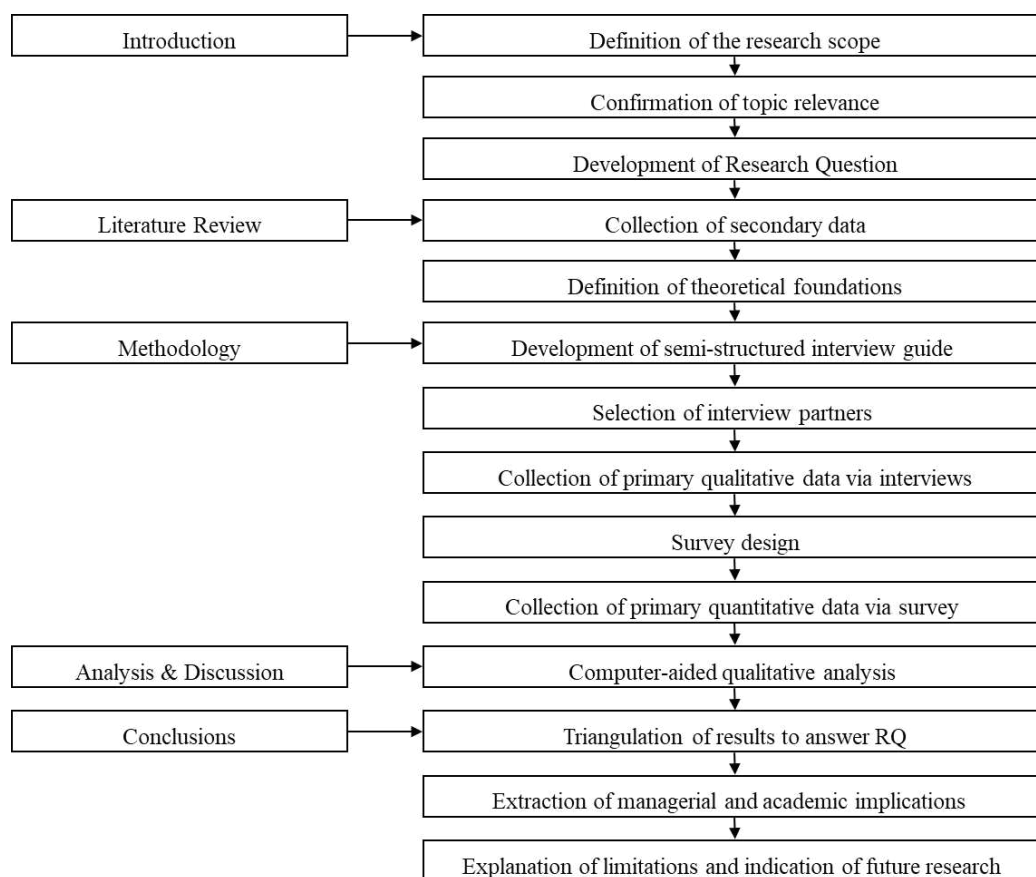 Introduction
Definition of the research scope
Confirmation of topic relevance
Development of Research Question
Literature Review
Collection of secondary data
Definition of theoretical foundations
Methodology
Development of semi-structured interview guide
Selection of interview partners
Collection of primary qualitative data via interviews
Survey design
Collection of primary quantitative data via survey
Analysis & Discussion
Computer-aided qualitative analysis
Conclusions
Triangulation of results to answer RQ
Extraction of managerial and academic implications
Explanation of limitations and indication of future research